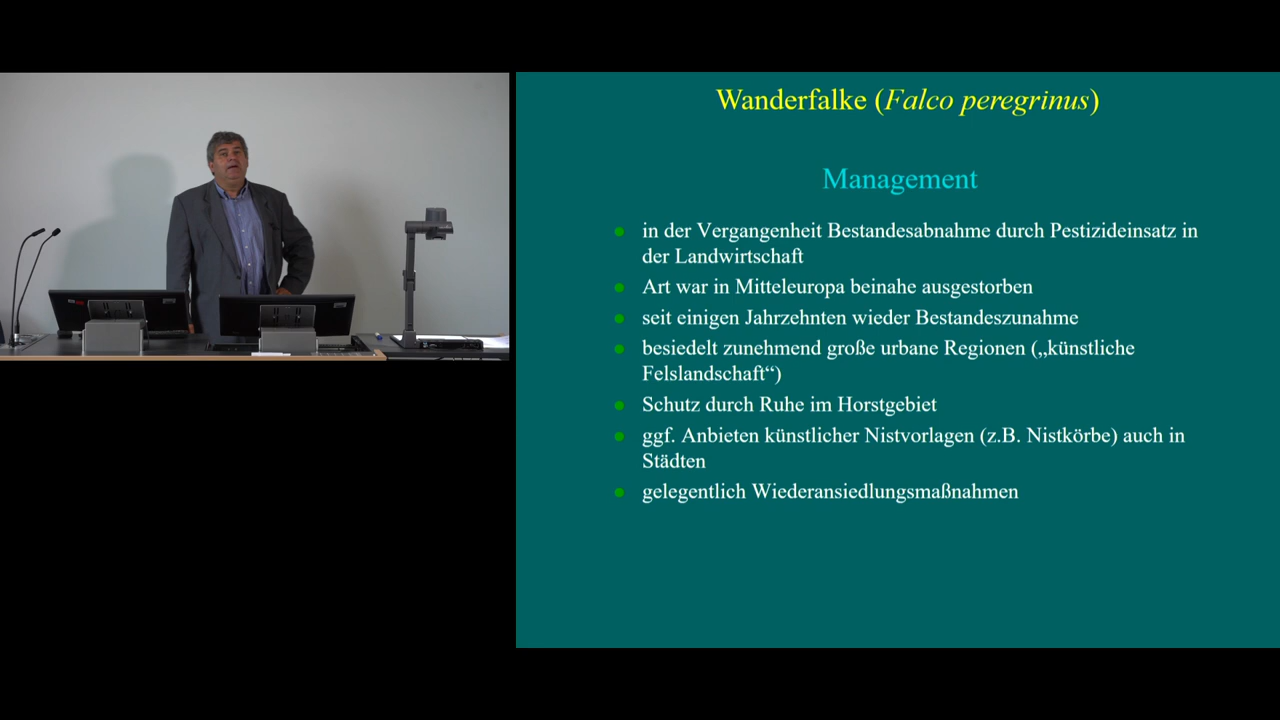 Wanderfalke (Falco peregrinus)
Management
in der Vergangenheit Bestandesabnahme durch Pestizideinsatz in
der Landwirtschaft
Art war in Mitteleuropa beinahe ausgestorben
seit einigen Jahrzehnten wieder Bestandeszunahme
besiedelt zunehmend große urbane Regionen („künstliche
Felslandschaft“)
Schutz durch Ruhe im Horstgebiet
ggf. Anbieten künstlicher Nistvorlagen (z.B. Nistkörbe) auch in
Städten
gelegentlich Wiederansiedlungsmaßnahmen